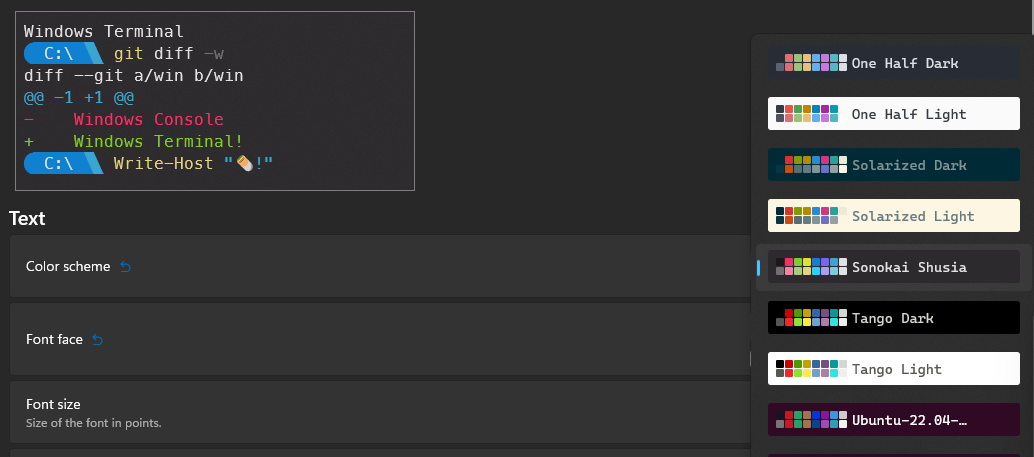 Windows Terminal
C:\ git diff -w
diff --git a/win b/win
@@ -1 +1 @@
-    Windows Console
+    Windows Terminal!
C:\ Write-Host "🌯!"
Text
Color scheme
Font face
Font size
Size of the font in points.
One Half Dark
One Half Light
Solarized Dark
Solarized Light
Sonokai Shusia
Tango Dark
Tango Light
Ubuntu-22.04-…